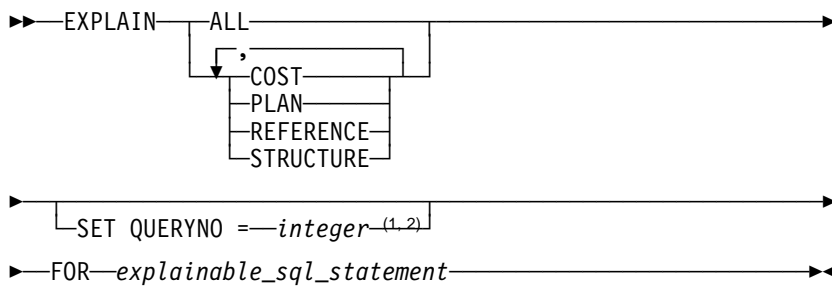 EXPLAIN ALL
,
COST
PLAN
REFERENCE
STRUCTURE
SET QUERYNO = integer (1, 2)
FOR explainable_sql_statement